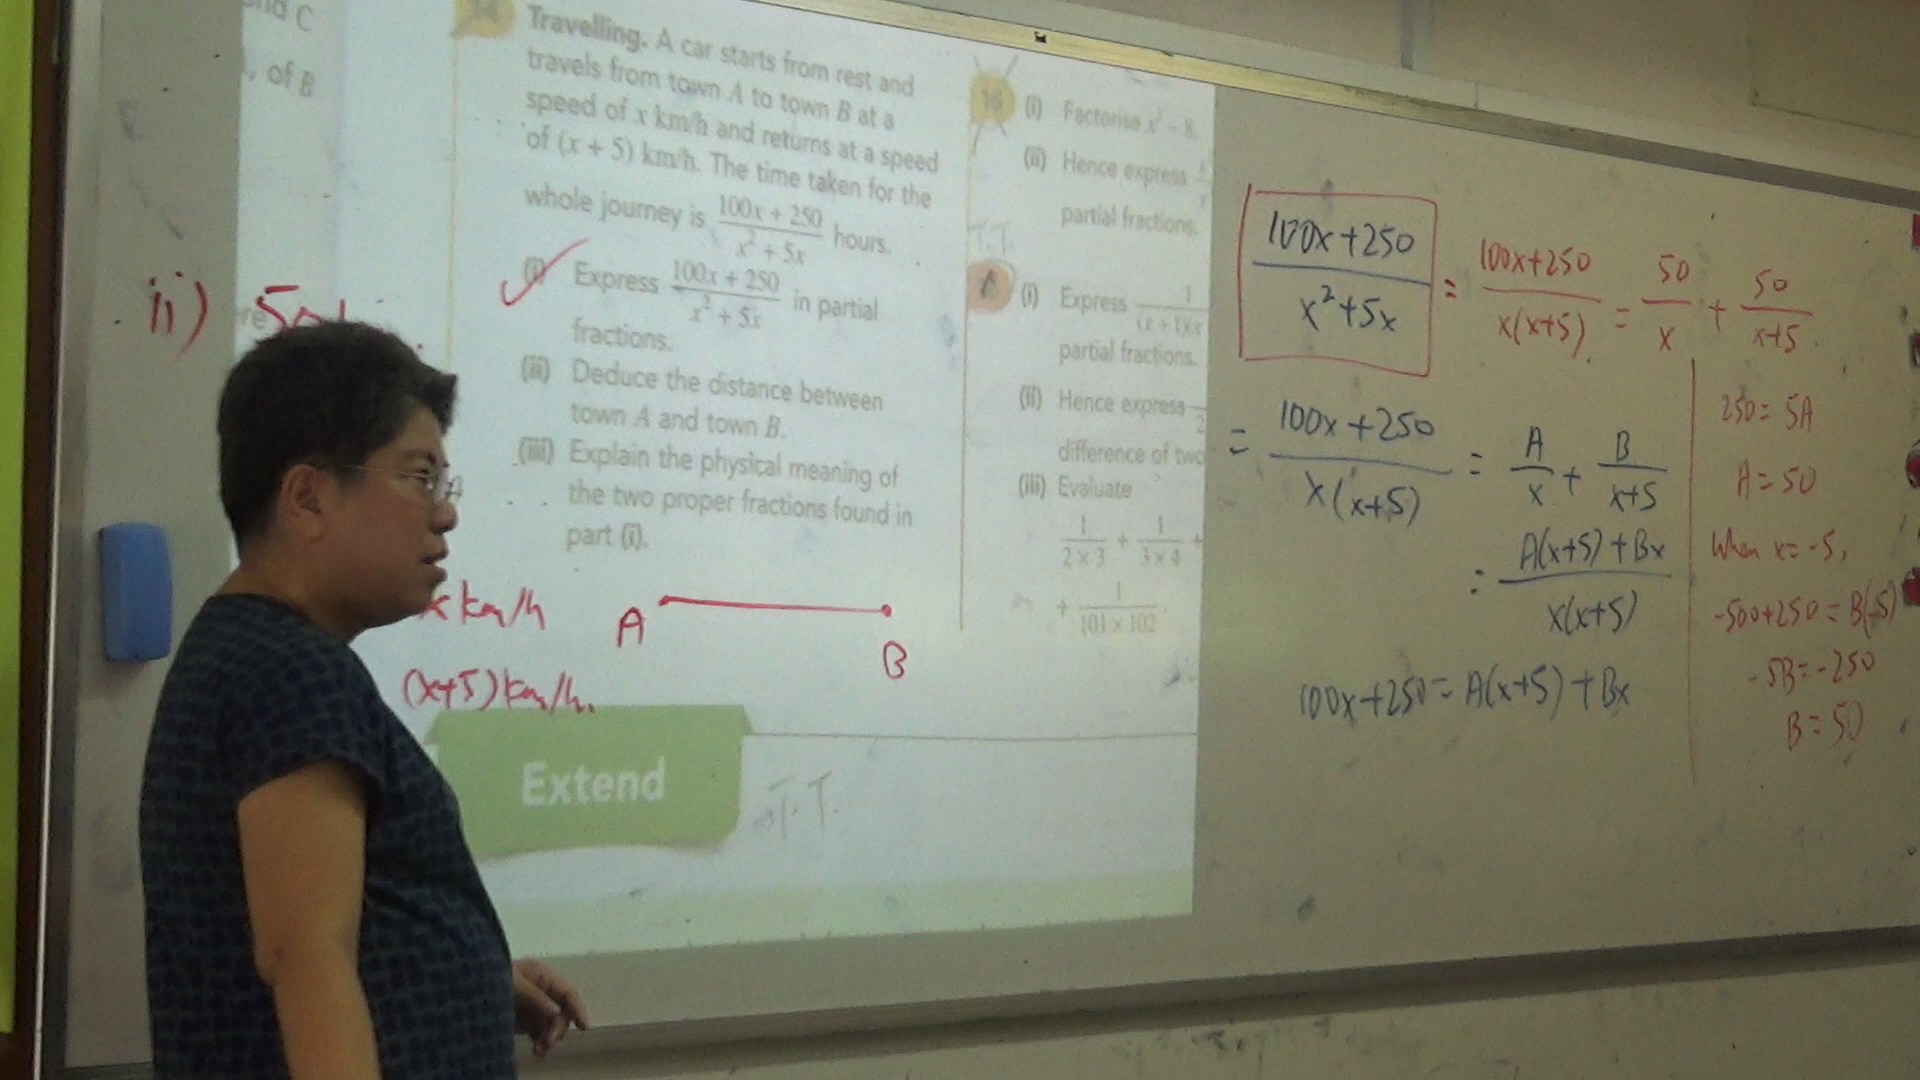 C
, of B
14
Travelling. A car starts from rest and
travels from town A to town B at a
speed of x km/h and returns at a speed
of (x + 5) km/h. The time taken for the
whole journey is (100x + 250)/(x² + 5x) hours.
(i) Express (100x + 250)/(x² + 5x) in partial
fractions.
(ii) Deduce the distance between
town A and town B.
(iii) Explain the physical meaning of
the two proper fractions found in
part (i).
ii) 50
x km/h
A
B
(x+5) km/h.
Extend
T.T.
16
(i) Factorise x³ – 8.
(ii) Hence express
partial fractions.
T.T.
(i) Express
partial fractions.
(ii) Hence express
difference of two
(iii) Evaluate
1/(2 × 3) + 1/(3 × 4) +
+ 1/(101 × 102)
(100x+250)/(x²+5x) = (100x+250)/(x(x+5)) = 50/x + 50/(x+5).
= (100x+250)/(x(x+5)) = A/x + B/(x+5)
= (A(x+5)+Bx)/(x(x+5))
100x+250 = A(x+5) + Bx
250 = 5A
A = 50
When x = -5,
-500+250 = B(-5)
-5B = -250
B = 50